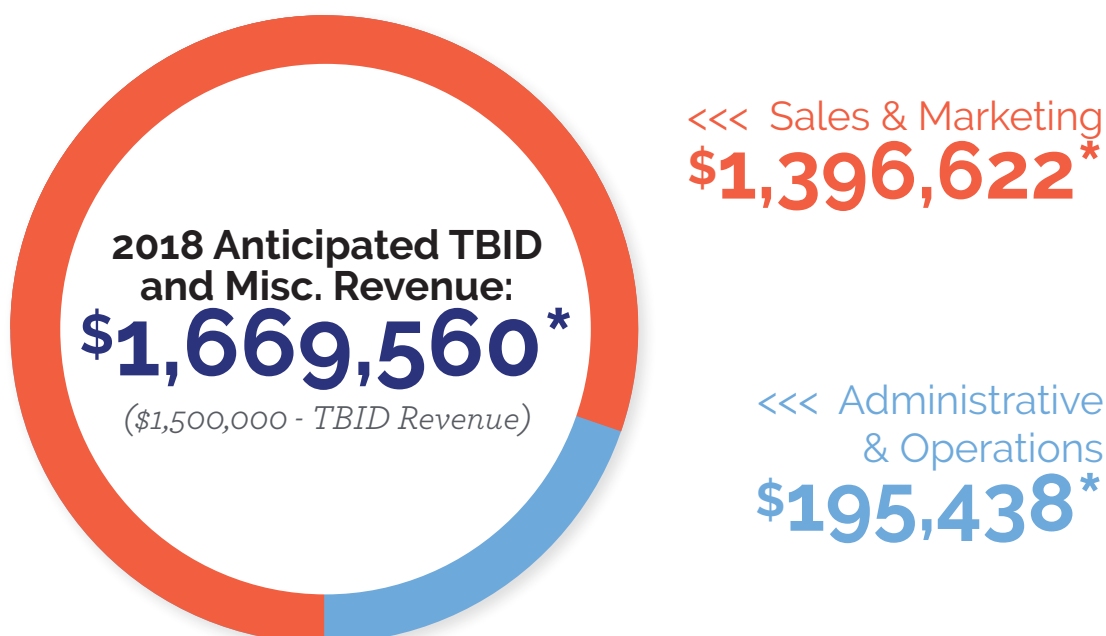 <<< Sales & Marketing
$1,396,622*
2018 Anticipated TBID
and Misc. Revenue:
$1,669,560*
($1,500,000 - TBID Revenue)
<<< Administrative
& Operations
$195,438*